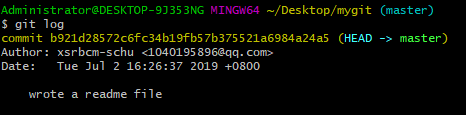 Administrator@DESKTOP-9J353NG MINGW64 ~/Desktop/mygit (master)
$ git log
commit b921d28572c6fc34b19fb57b375521a6984a24a5 (HEAD -> master)
Author: xsrbcm-schu <1040195896@qq.com>
Date:   Tue Jul 2 16:26:37 2019 +0800

    wrote a readme file